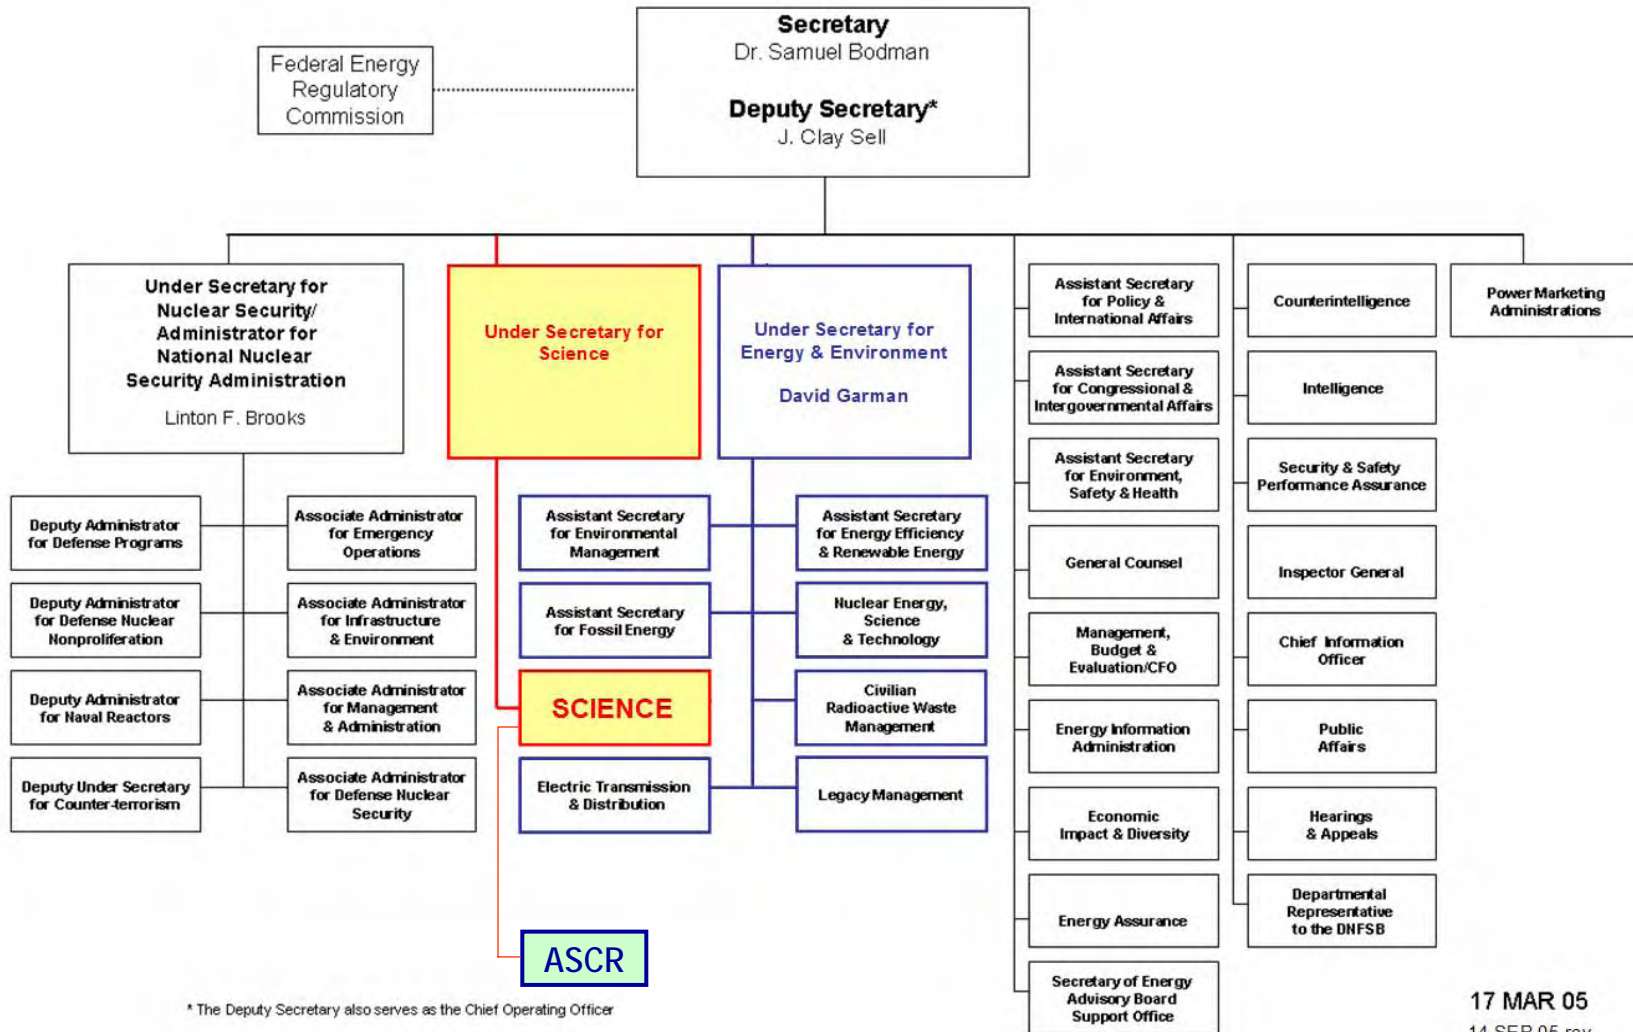 Secretary
Dr. Samuel Bodman
Deputy Secretary*
J. Clay Sell
Federal Energy
Regulatory
Commission
Under Secretary for
Nuclear Security/
Administrator for
National Nuclear
Security Administration
Linton F. Brooks
Under Secretary for
Science
Under Secretary for
Energy & Environment
David Garman
Deputy Administrator
for Defense Programs
Associate Administrator
for Emergency
Operations
Deputy Administrator
for Defense Nuclear
Nonproliferation
Associate Administrator
for Infrastructure
& Environment
Deputy Administrator
for Naval Reactors
Associate Administrator
for Management
& Administration
Deputy Under Secretary
for Counter-terrorism
Associate Administrator
for Defense Nuclear
Security
Assistant Secretary
for Environmental
Management
Assistant Secretary
for Energy Efficiency
& Renewable Energy
Assistant Secretary
for Fossil Energy
Nuclear Energy,
Science
& Technology
SCIENCE
Civilian
Radioactive Waste
Management
Electric Transmission
& Distribution
Legacy Management
ASCR
Assistant Secretary
for Policy &
International Affairs
Assistant Secretary
for Congressional &
Intergovernmental Affairs
Assistant Secretary
for Environment,
Safety & Health
General Counsel
Management,
Budget &
Evaluation/CFO
Energy Information
Administration
Economic
Impact & Diversity
Energy Assurance
Secretary of Energy
Advisory Board
Support Office
Counterintelligence
Intelligence
Security & Safety
Performance Assurance
Inspector General
Chief Information
Officer
Public
Affairs
Hearings
& Appeals
Departmental
Representative
to the DNFSB
Power Marketing
Administrations
* The Deputy Secretary also serves as the Chief Operating Officer
17 MAR 05
14 SEP 05 rev